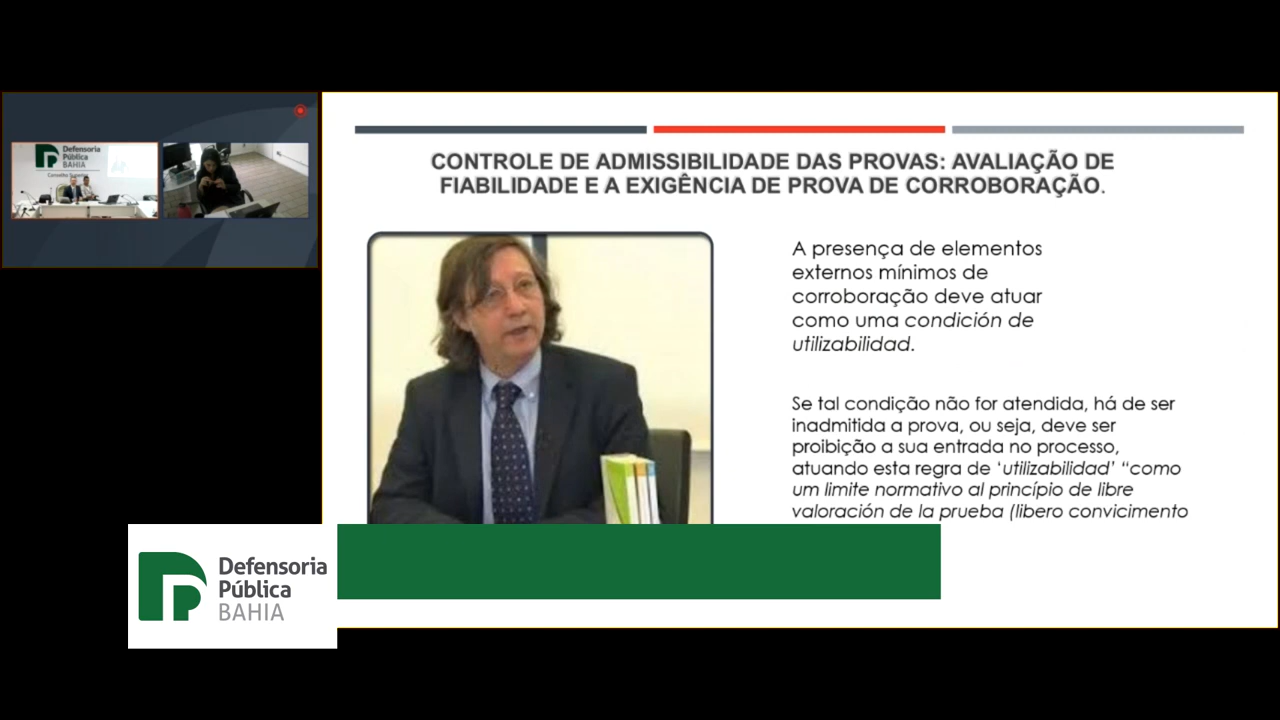 Defensoria
Pública
BAHIA
Conselho Superior
CONTROLE DE ADMISSIBILIDADE DAS PROVAS: AVALIAÇÃO DE
FIABILIDADE E A EXIGÊNCIA DE PROVA DE CORROBORAÇÃO.
A presença de elementos
externos mínimos de
corroboração deve atuar
como uma condición de
utilizabilidad.
Se tal condição não for atendida, há de ser
inadmitida a prova, ou seja, deve ser
proibição a sua entrada no processo,
atuando esta regra de ‘utilizabilidad’ “como
um limite normativo al princípio de libre
valoración de la prueba (libero convicimento
Defensoria
Pública
BAHIA